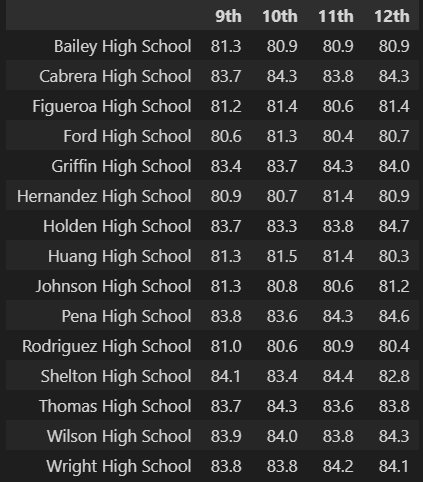 9th 10th 11th 12th
Bailey High School 81.3 80.9 80.9 80.9
Cabrera High School 83.7 84.3 83.8 84.3
Figueroa High School 81.2 81.4 80.6 81.4
Ford High School 80.6 81.3 80.4 80.7
Griffin High School 83.4 83.7 84.3 84.0
Hernandez High School 80.9 80.7 81.4 80.9
Holden High School 83.7 83.3 83.8 84.7
Huang High School 81.3 81.5 81.4 80.3
Johnson High School 81.3 80.8 80.6 81.2
Pena High School 83.8 83.6 84.3 84.6
Rodriguez High School 81.0 80.6 80.9 80.4
Shelton High School 84.1 83.4 84.4 82.8
Thomas High School 83.7 84.3 83.6 83.8
Wilson High School 83.9 84.0 83.8 84.3
Wright High School 83.8 83.8 84.2 84.1